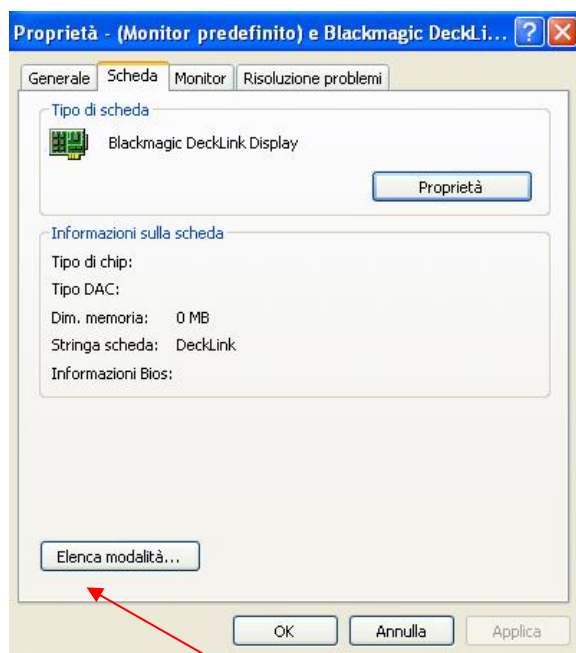 Proprietà - (Monitor predefinito) e Blackmagic DeckLi...
Generale Scheda Monitor Risoluzione problemi
Tipo di scheda
Blackmagic DeckLink Display
Proprietà
Informazioni sulla scheda
Tipo di chip:
Tipo DAC:
Dim. memoria: 0 MB
Stringa scheda: DeckLink
Informazioni Bios:
Elenca modalità...
OK Annulla Applica